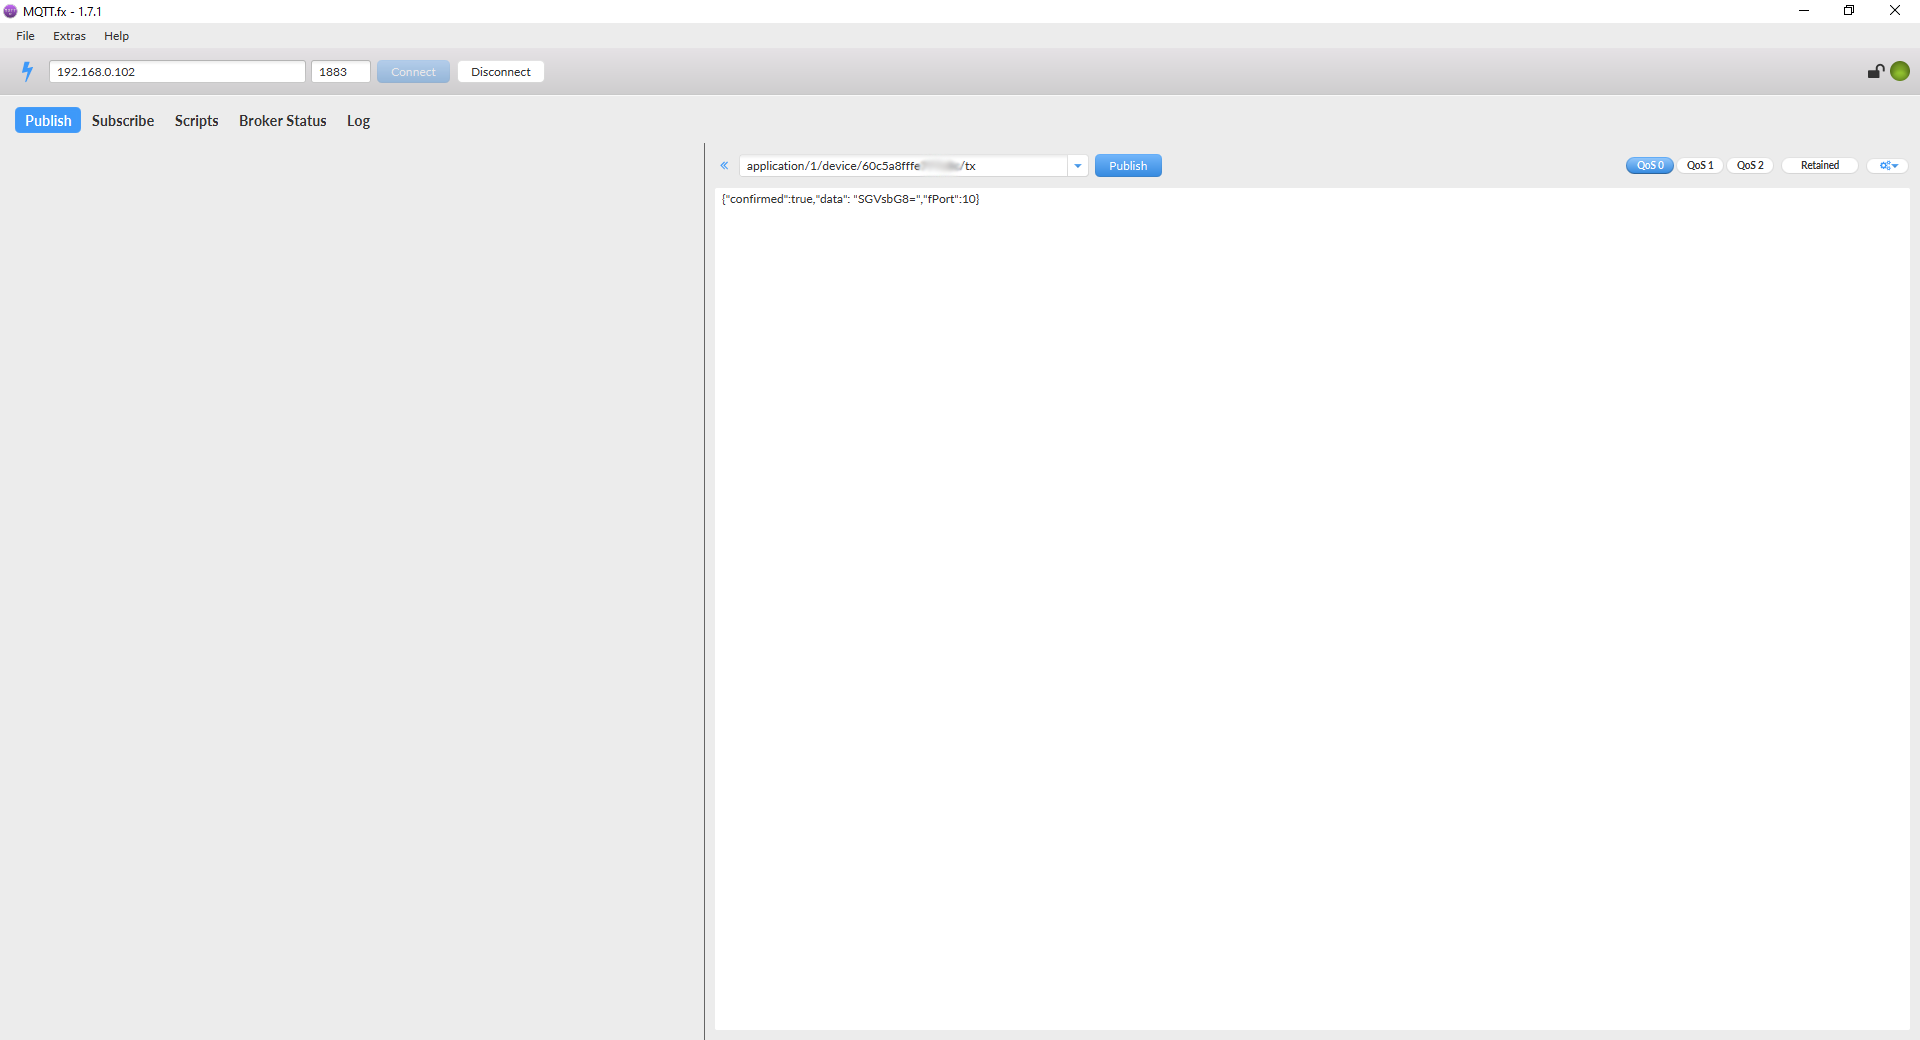 MQTT.fx - 1.7.1
File Extras Help
192.168.0.102 1883 Connect Disconnect
Publish Subscribe Scripts Broker Status Log
application/1/device/60c5a8fffe /tx Publish QoS 0 QoS 1 QoS 2 Retained
{"confirmed":true,"data": "SGVsbG8=","fPort":10}